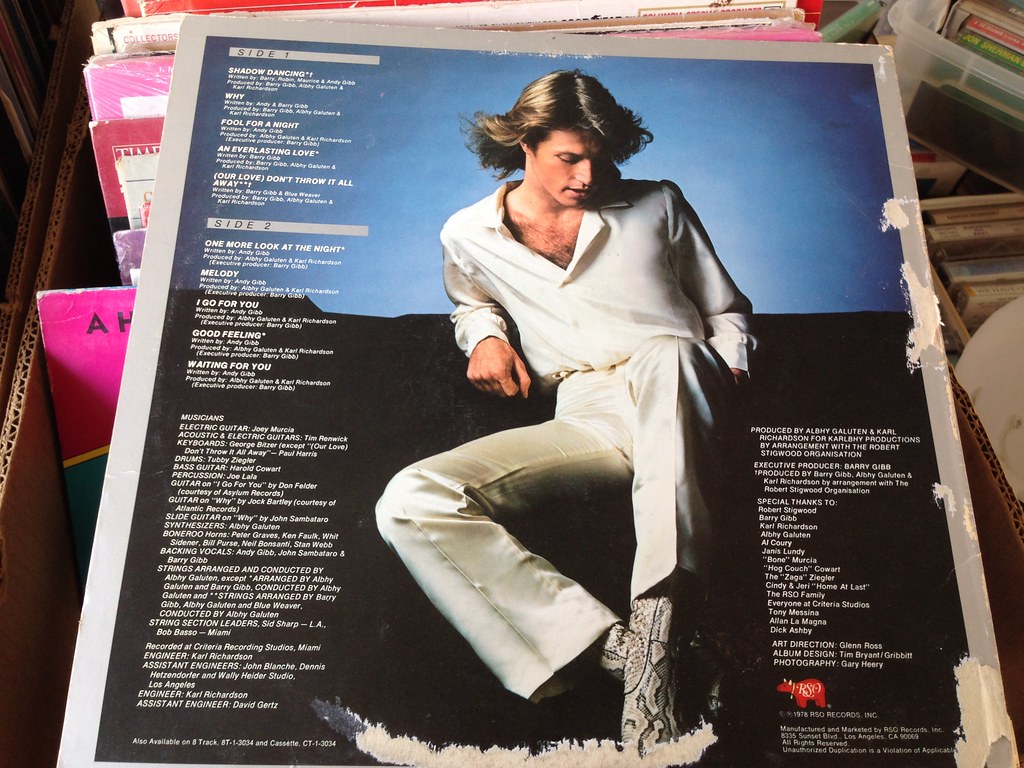 COLLECTORS
TIME
AH
SIDE 1
SHADOW DANCING*†
Written by: Barry, Robin, Maurice & Andy Gibb
Produced by: Barry Gibb, Albhy Galuten &
Karl Richardson
WHY
Written by: Andy & Barry Gibb
Produced by: Barry Gibb, Albhy Galuten &
Karl Richardson
FOOL FOR A NIGHT
Written by: Andy Gibb
Produced by: Albhy Galuten & Karl Richardson
(Executive producer: Barry Gibb)
AN EVERLASTING LOVE*
Written by: Barry Gibb
Produced by: Barry Gibb, Albhy Galuten &
Karl Richardson
(OUR LOVE) DON'T THROW IT ALL
AWAY**†
Written by: Barry Gibb & Blue Weaver
Produced by: Barry Gibb, Albhy Galuten &
Karl Richardson
SIDE 2
ONE MORE LOOK AT THE NIGHT*
Written by: Andy Gibb
Produced by: Albhy Galuten & Karl Richardson
(Executive producer: Barry Gibb)
MELODY
Written by: Andy Gibb
Produced by: Albhy Galuten & Karl Richardson
(Executive producer: Barry Gibb)
I GO FOR YOU
Written by: Andy Gibb
Produced by: Albhy Galuten & Karl Richardson
(Executive producer: Barry Gibb)
GOOD FEELING*
Written by: Andy Gibb
Produced by: Albhy Galuten & Karl Richardson
(Executive producer: Barry Gibb)
WAITING FOR YOU
Written by: Andy Gibb
Produced by: Albhy Galuten & Karl Richardson
(Executive producer: Barry Gibb)
MUSICIANS
ELECTRIC GUITAR: Joey Murcia
ACOUSTIC & ELECTRIC GUITARS: Tim Renwick
KEYBOARDS: George Bitzer (except "(Our Love)
Don't Throw It All Away" — Paul Harris
DRUMS: Tubby Ziegler
BASS GUITAR: Harold Cowart
PERCUSSION: Joe Lala
GUITAR on "I Go For You" by Don Felder
(courtesy of Asylum Records)
GUITAR on "Why" by Jock Bartley (courtesy of
Atlantic Records)
SLIDE GUITAR on "Why" by John Sambataro
SYNTHESIZERS: Albhy Galuten
BONEROO Horns: Peter Graves, Ken Faulk, Whit
Sidener, Bill Purse, Neil Bonsanti, Stan Webb
BACKING VOCALS: Andy Gibb, John Sambataro &
Barry Gibb
STRINGS ARRANGED AND CONDUCTED BY
Albhy Galuten, except * ARRANGED BY Albhy
Galuten and Barry Gibb, CONDUCTED BY Albhy
Galuten and **STRINGS ARRANGED BY Barry
Gibb, Albhy Galuten and Blue Weaver,
CONDUCTED BY Albhy Galuten
STRING SECTION LEADERS, Sid Sharp — L.A.,
Bob Basso — Miami
Recorded at Criteria Recording Studios, Miami
ENGINEER: Karl Richardson
ASSISTANT ENGINEERS: John Blanche, Dennis
Hetzendorfer and Wally Heider Studio,
Los Angeles
ENGINEER: Karl Richardson
ASSISTANT ENGINEER: David Gertz
Also Available on 8 Track, 8T-1-3034 and Cassette, CT-1-3034
PRODUCED BY ALBHY GALUTEN & KARL
RICHARDSON FOR KARLBHY PRODUCTIONS
BY ARRANGEMENT WITH THE ROBERT
STIGWOOD ORGANISATION
EXECUTIVE PRODUCER: BARRY GIBB
†PRODUCED BY Barry Gibb, Albhy Galuten &
Karl Richardson by arrangement with The
Robert Stigwood Organisation
SPECIAL THANKS TO:
Robert Stigwood
Barry Gibb
Karl Richardson
Albhy Galuten
Al Coury
Janis Lundy
"Bone" Murcia
"Hog Couch" Cowart
The "Zaga" Ziegler
Cindy & Jeri "Home At Last"
The RSO Family
Everyone at Criteria Studios
Tony Messina
Allan La Magna
Dick Ashby
ART DIRECTION: Glenn Ross
ALBUM DESIGN: Tim Bryant/Gribbitt
PHOTOGRAPHY: Gary Heery
RSO
©℗1978 RSO RECORDS, INC.
Manufactured and Marketed by RSO Records, Inc.
8335 Sunset Blvd., Los Angeles, CA 90069
All Rights Reserved.
Unauthorized Duplication is a Violation of Applicable